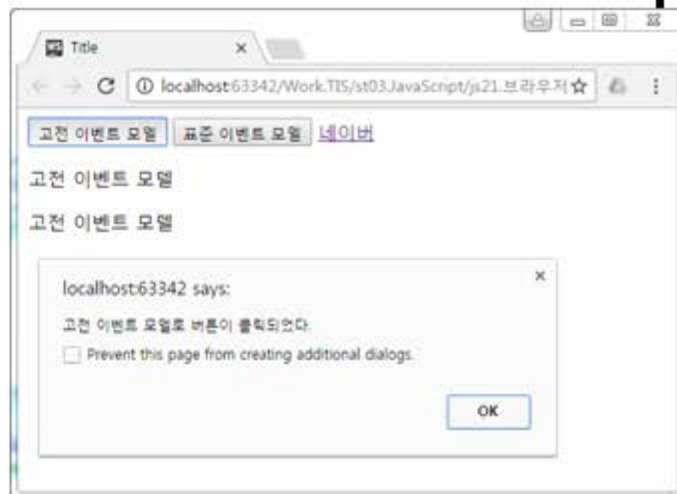 Title
localhost:63342/Work.TIS/st03.JavaScript/js21.브라우저
고전 이벤트 모델 표준 이벤트 모델 네이버
고전 이벤트 모델
고전 이벤트 모델
localhost:63342 says:
고전 이벤트 모델로 버튼이 클릭되었다.
Prevent this page from creating additional dialogs.
OK